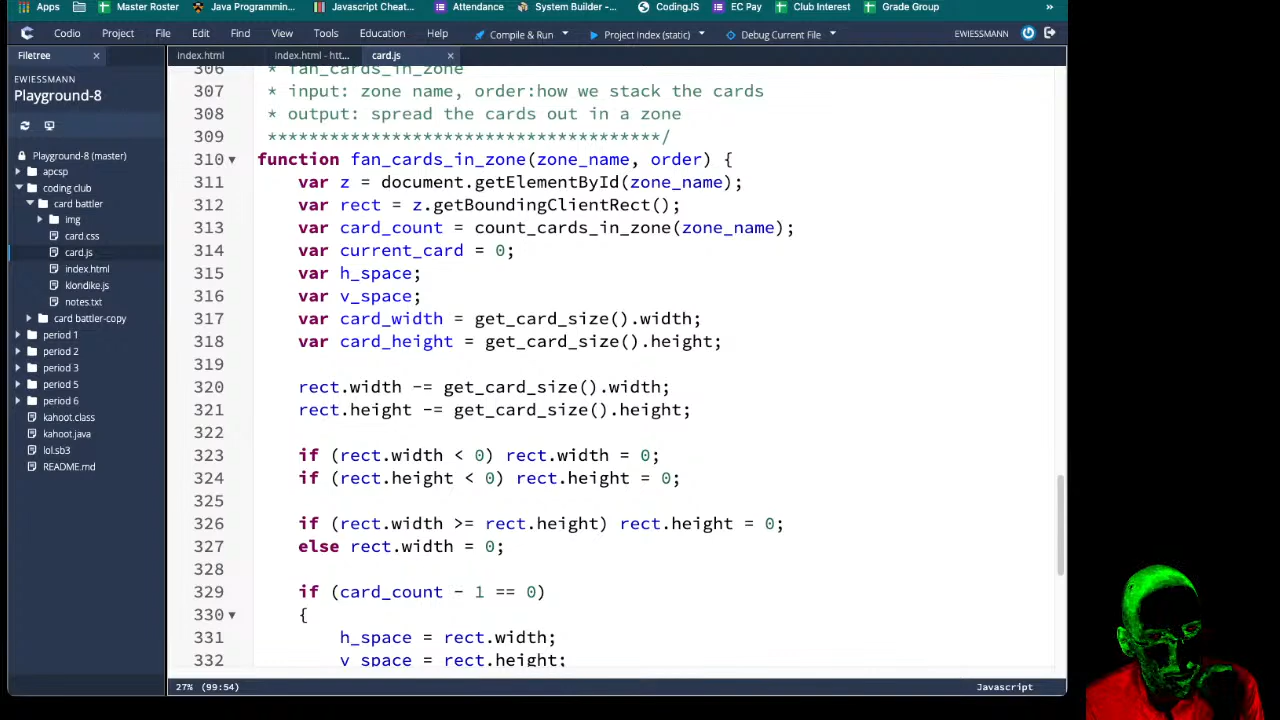 Apps
Master Roster
Java Programmin...
Javascript Cheat...
Attendance
System Builder -...
CodingJS
EC Pay
Club Interest
Grade Group
»
Codio
Project
File
Edit
Find
View
Tools
Education
Help
Compile & Run
Project Index (static)
Debug Current File
EWIESSMANN
Filetree
index.html
index.html - htt...
card.js
EWIESSMANN
Playground-8
Playground-8 (master)
apcsp
coding club
card battler
img
card.css
card.js
index.html
klondike.js
notes.txt
card battler-copy
period 1
period 2
period 3
period 5
period 6
kahoot.class
kahoot.java
lol.sb3
README.md
306 * fan_cards_in_zone
307 * input: zone name, order:how we stack the cards
308 * output: spread the cards out in a zone
309 **************************************/
310 function fan_cards_in_zone(zone_name, order) {
311 var z = document.getElementById(zone_name);
312 var rect = z.getBoundingClientRect();
313 var card_count = count_cards_in_zone(zone_name);
314 var current_card = 0;
315 var h_space;
316 var v_space;
317 var card_width = get_card_size().width;
318 var card_height = get_card_size().height;
319
320 rect.width -= get_card_size().width;
321 rect.height -= get_card_size().height;
322
323 if (rect.width < 0) rect.width = 0;
324 if (rect.height < 0) rect.height = 0;
325
326 if (rect.width >= rect.height) rect.height = 0;
327 else rect.width = 0;
328
329 if (card_count - 1 == 0)
330 {
331 h_space = rect.width;
332 v_space = rect.height;
27% (99:54)
Javascript